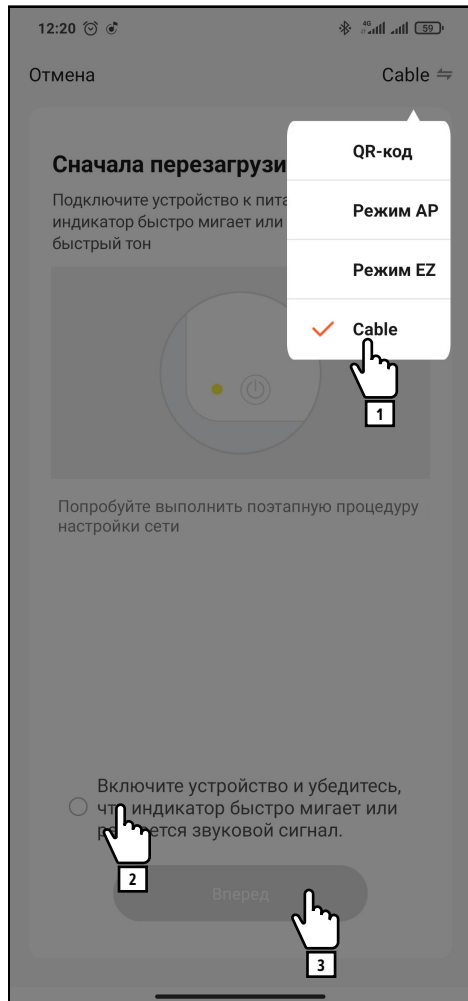 12:20
4G
59
Отмена
Cable
QR-код
Сначала перезагрузи
Подключите устройство к пита
Режим AP
индикатор быстро мигает или
быстрый тон
Режим EZ
Cable
1
Попробуйте выполнить поэтапную процедуру
настройки сети
Включите устройство и убедитесь,
что индикатор быстро мигает или
звуковой сигнал.
2
Вперед
3